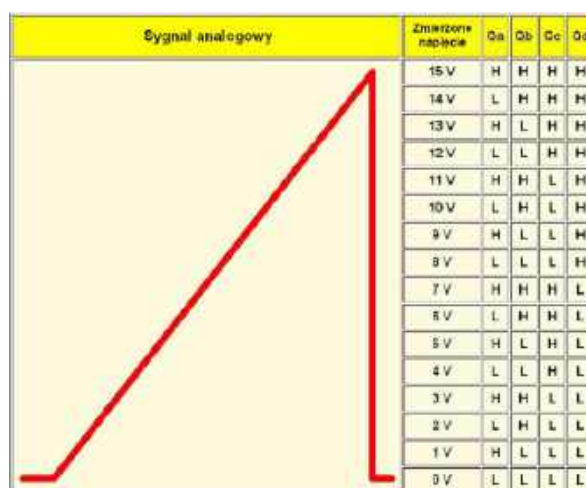 Sygnał analogowy
Zmierzone napięcie Qa Qb Qc Qd
15 V H H H H
14 V L H H H
13 V H L H H
12 V L L H H
11 V H H L H
10 V L H L H
9 V H L L H
8 V L L L H
7 V H H H L
6 V L H H L
5 V H L H L
4 V L L H L
3 V H H L L
2 V L H L L
1 V H L L L
0 V L L L L